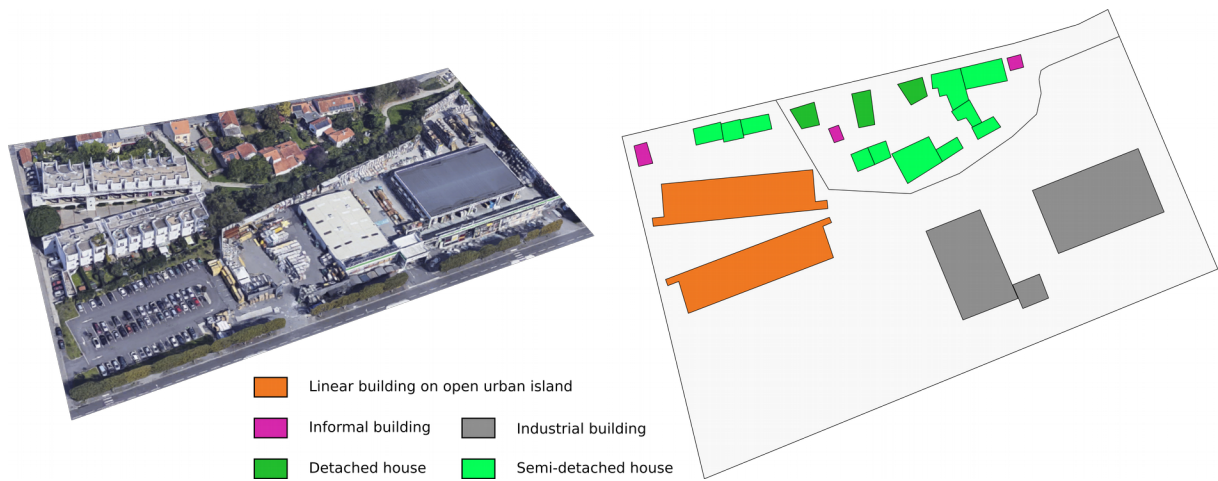 Linear building on open urban island
Informal building
Industrial building
Detached house
Semi-detached house